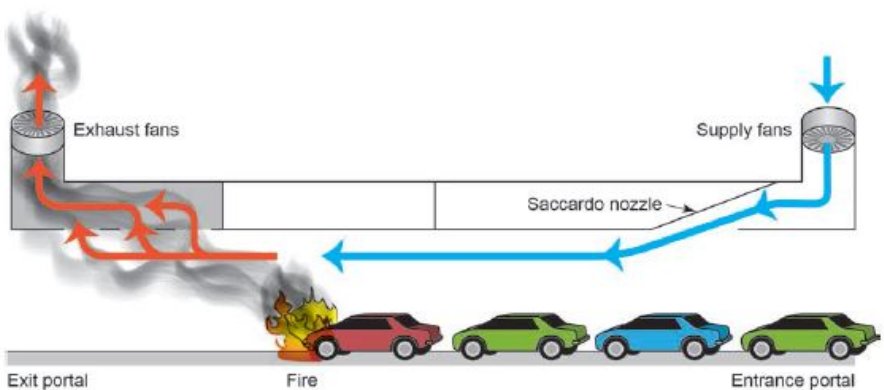 Exhaust fans
Supply fans
Saccardo nozzle
Exit portal
Fire
Entrance portal